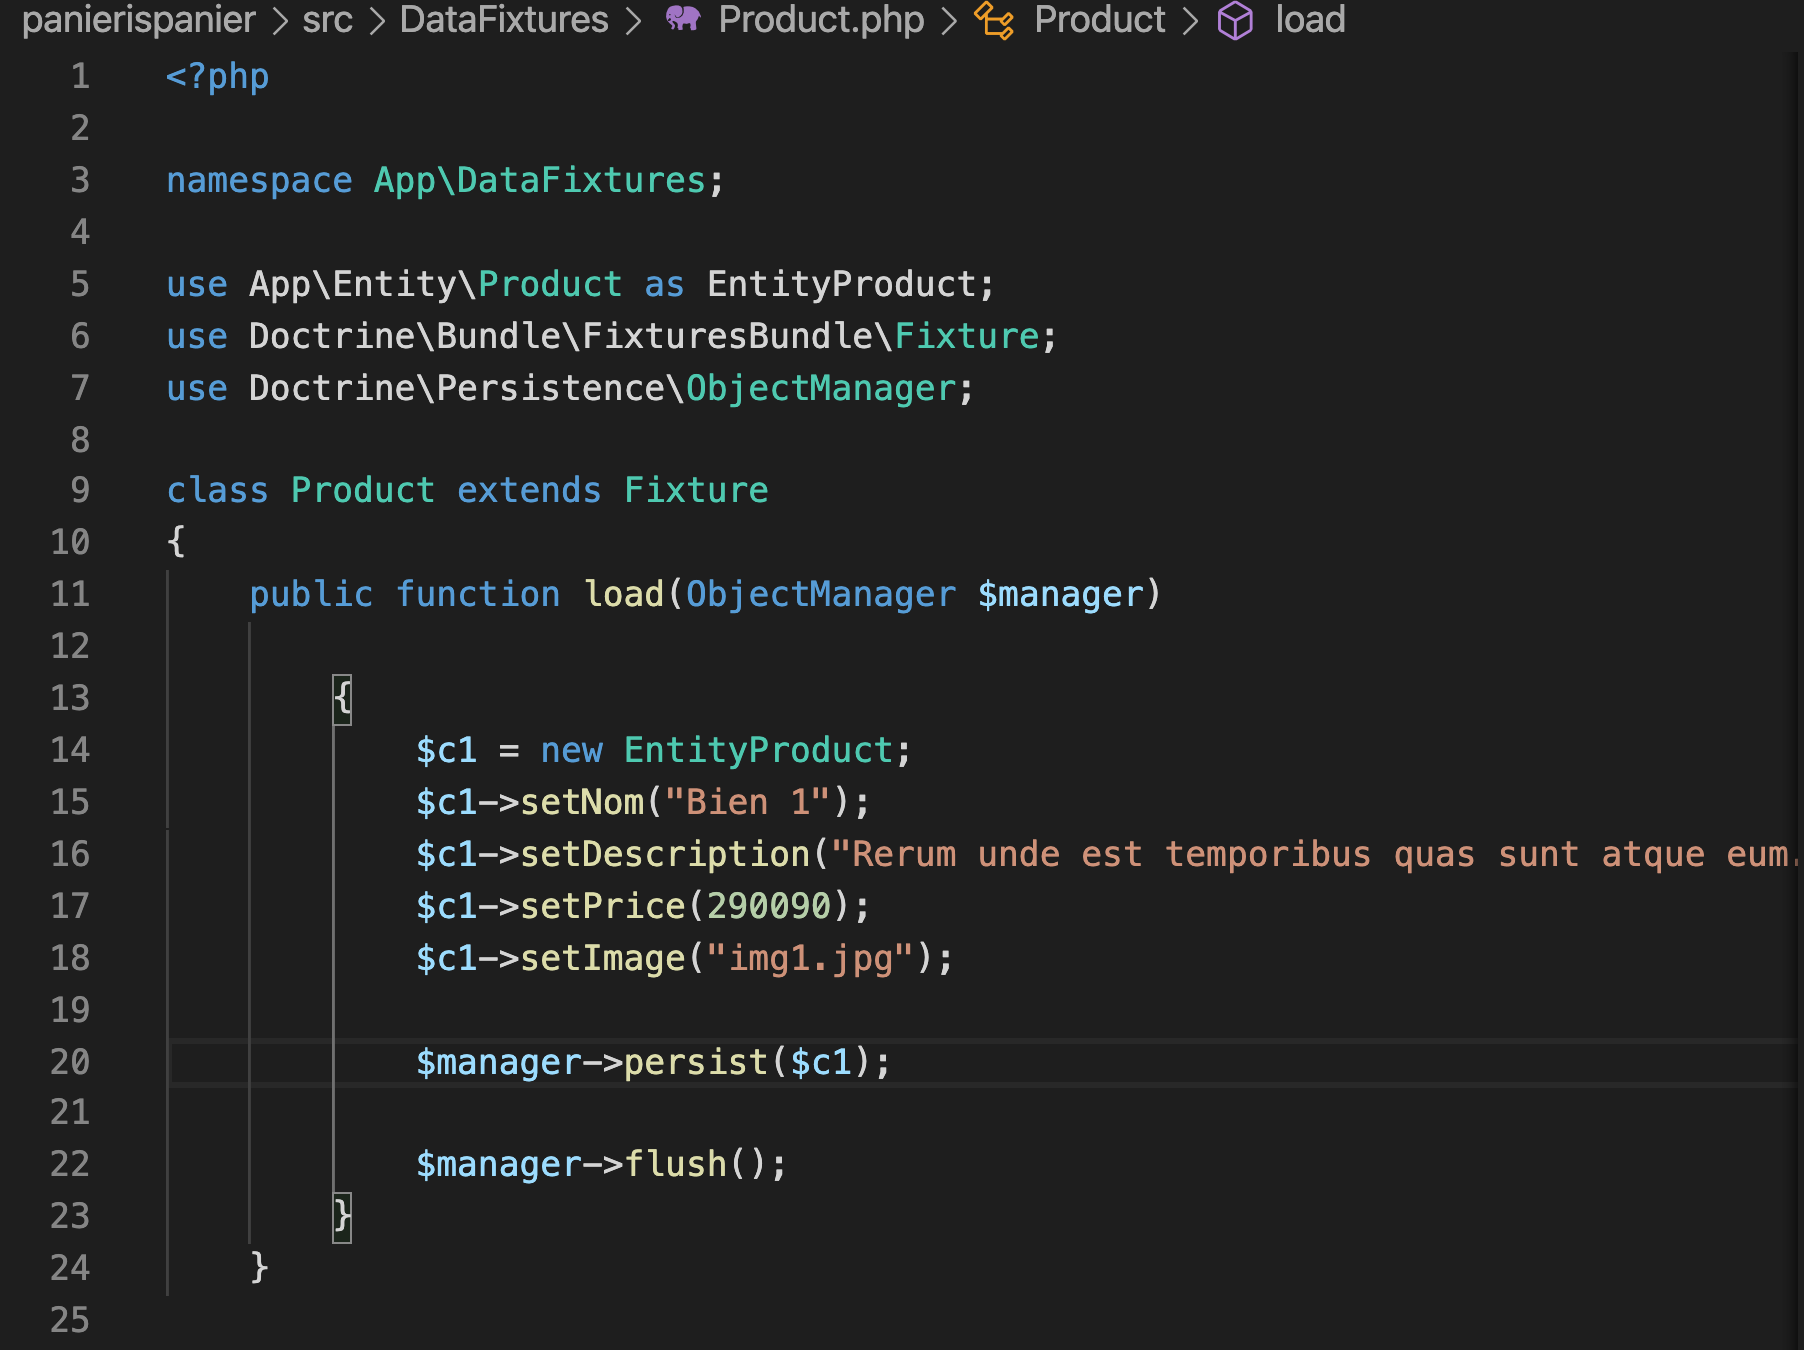 panierispanier > src > DataFixtures > Product.php > Product > load
1 <?php
2
3 namespace App\DataFixtures;
4
5 use App\Entity\Product as EntityProduct;
6 use Doctrine\Bundle\FixturesBundle\Fixture;
7 use Doctrine\Persistence\ObjectManager;
8
9 class Product extends Fixture
10 {
11 public function load(ObjectManager $manager)
12
13 {
14 $c1 = new EntityProduct;
15 $c1->setNom("Bien 1");
16 $c1->setDescription("Rerum unde est temporibus quas sunt atque eum.
17 $c1->setPrice(290090);
18 $c1->setImage("img1.jpg");
19
20 $manager->persist($c1);
21
22 $manager->flush();
23 }
24 }
25